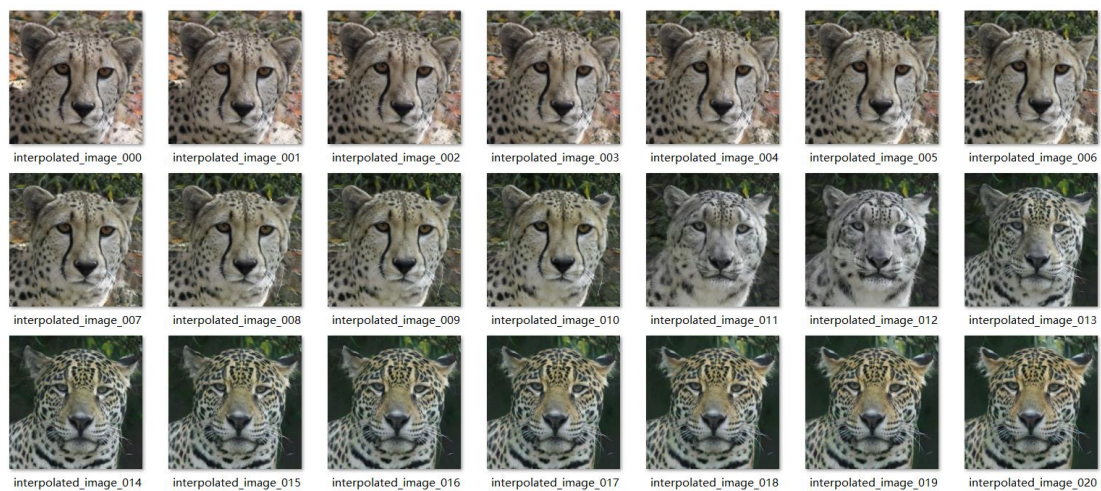 interpolated_image_000 interpolated_image_001 interpolated_image_002 interpolated_image_003 interpolated_image_004 interpolated_image_005 interpolated_image_006
interpolated_image_007 interpolated_image_008 interpolated_image_009 interpolated_image_010 interpolated_image_011 interpolated_image_012 interpolated_image_013
interpolated_image_014 interpolated_image_015 interpolated_image_016 interpolated_image_017 interpolated_image_018 interpolated_image_019 interpolated_image_020